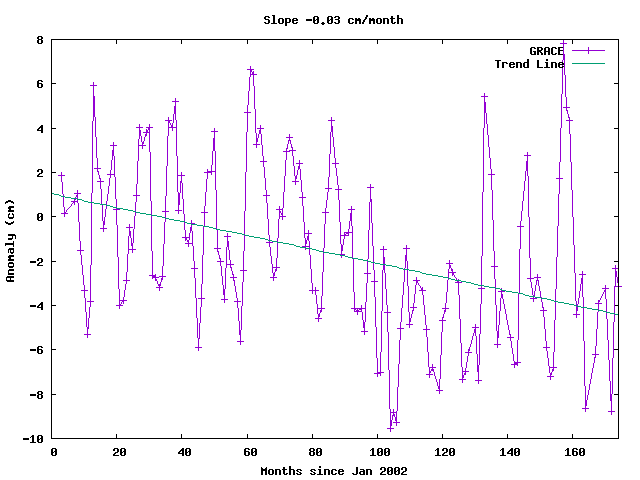 Slope -0.03 cm/month
GRACE
Trend Line
8
6
4
2
0
-2
-4
-6
-8
-10
Anomaly (cm)
0 20 40 60 80 100 120 140 160
Months since Jan 2002